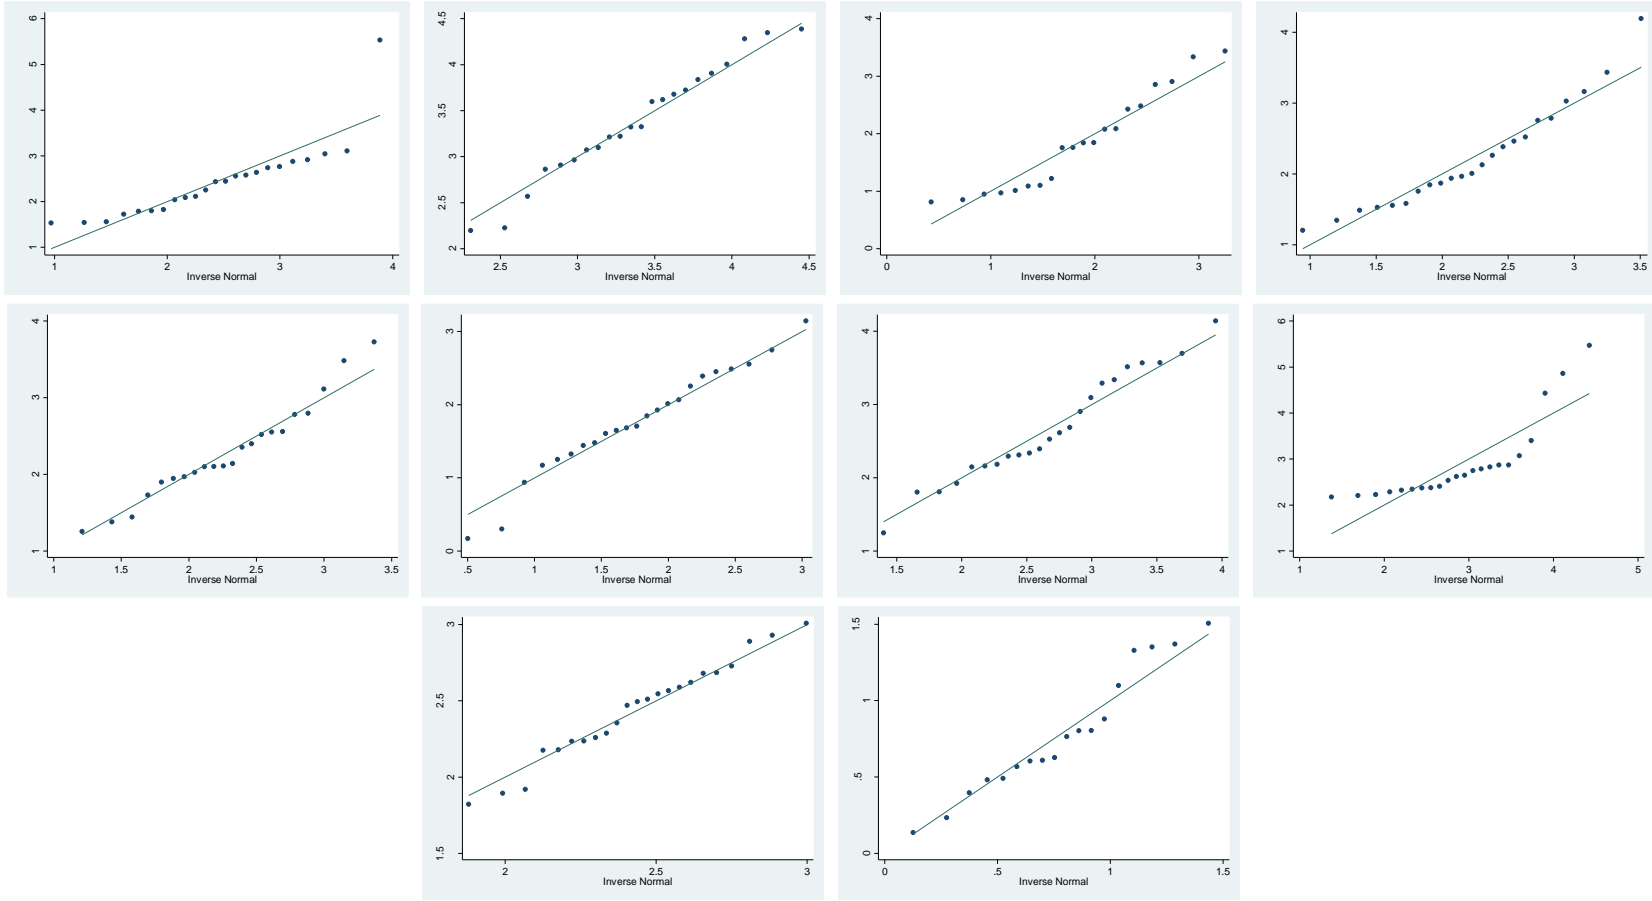 6
5
4
3
2
1
1 2 3 4
Inverse Normal
4.5
4
3.5
3
2.5
2
2.5 3 3.5 4 4.5
Inverse Normal
4
3
2
1
0
0 1 2 3
Inverse Normal
4
3
2
1
1 1.5 2 2.5 3 3.5
Inverse Normal
4
3
2
1
1 1.5 2 2.5 3 3.5
Inverse Normal
3
2
1
0
.5 1 1.5 2 2.5 3
Inverse Normal
4
3
2
1
1.5 2 2.5 3 3.5 4
Inverse Normal
6
5
4
3
2
1
1 2 3 4 5
Inverse Normal
3
2.5
2
1.5
2 2.5 3
Inverse Normal
1.5
1
.5
0
0 .5 1 1.5
Inverse Normal